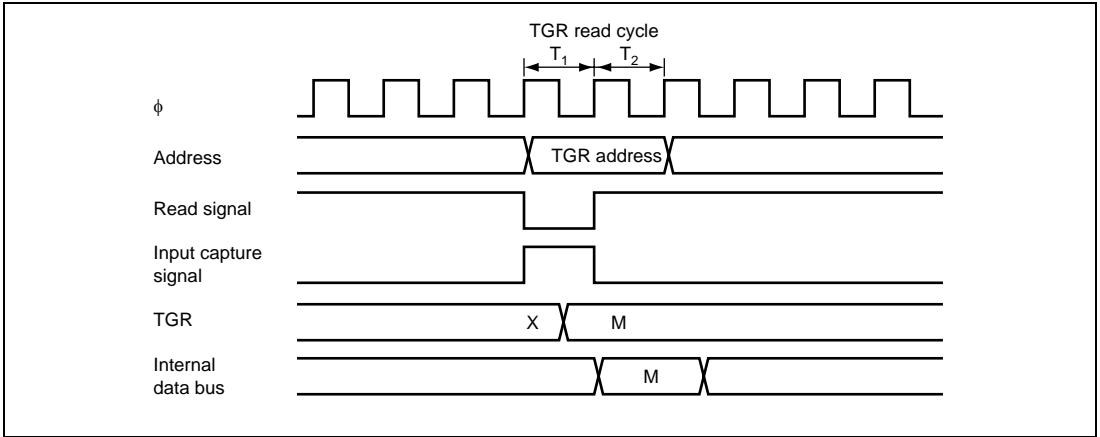 TGR read cycle
T1 T2
ϕ
Address
TGR address
Read signal
Input capture
signal
TGR
X M
Internal
data bus
M